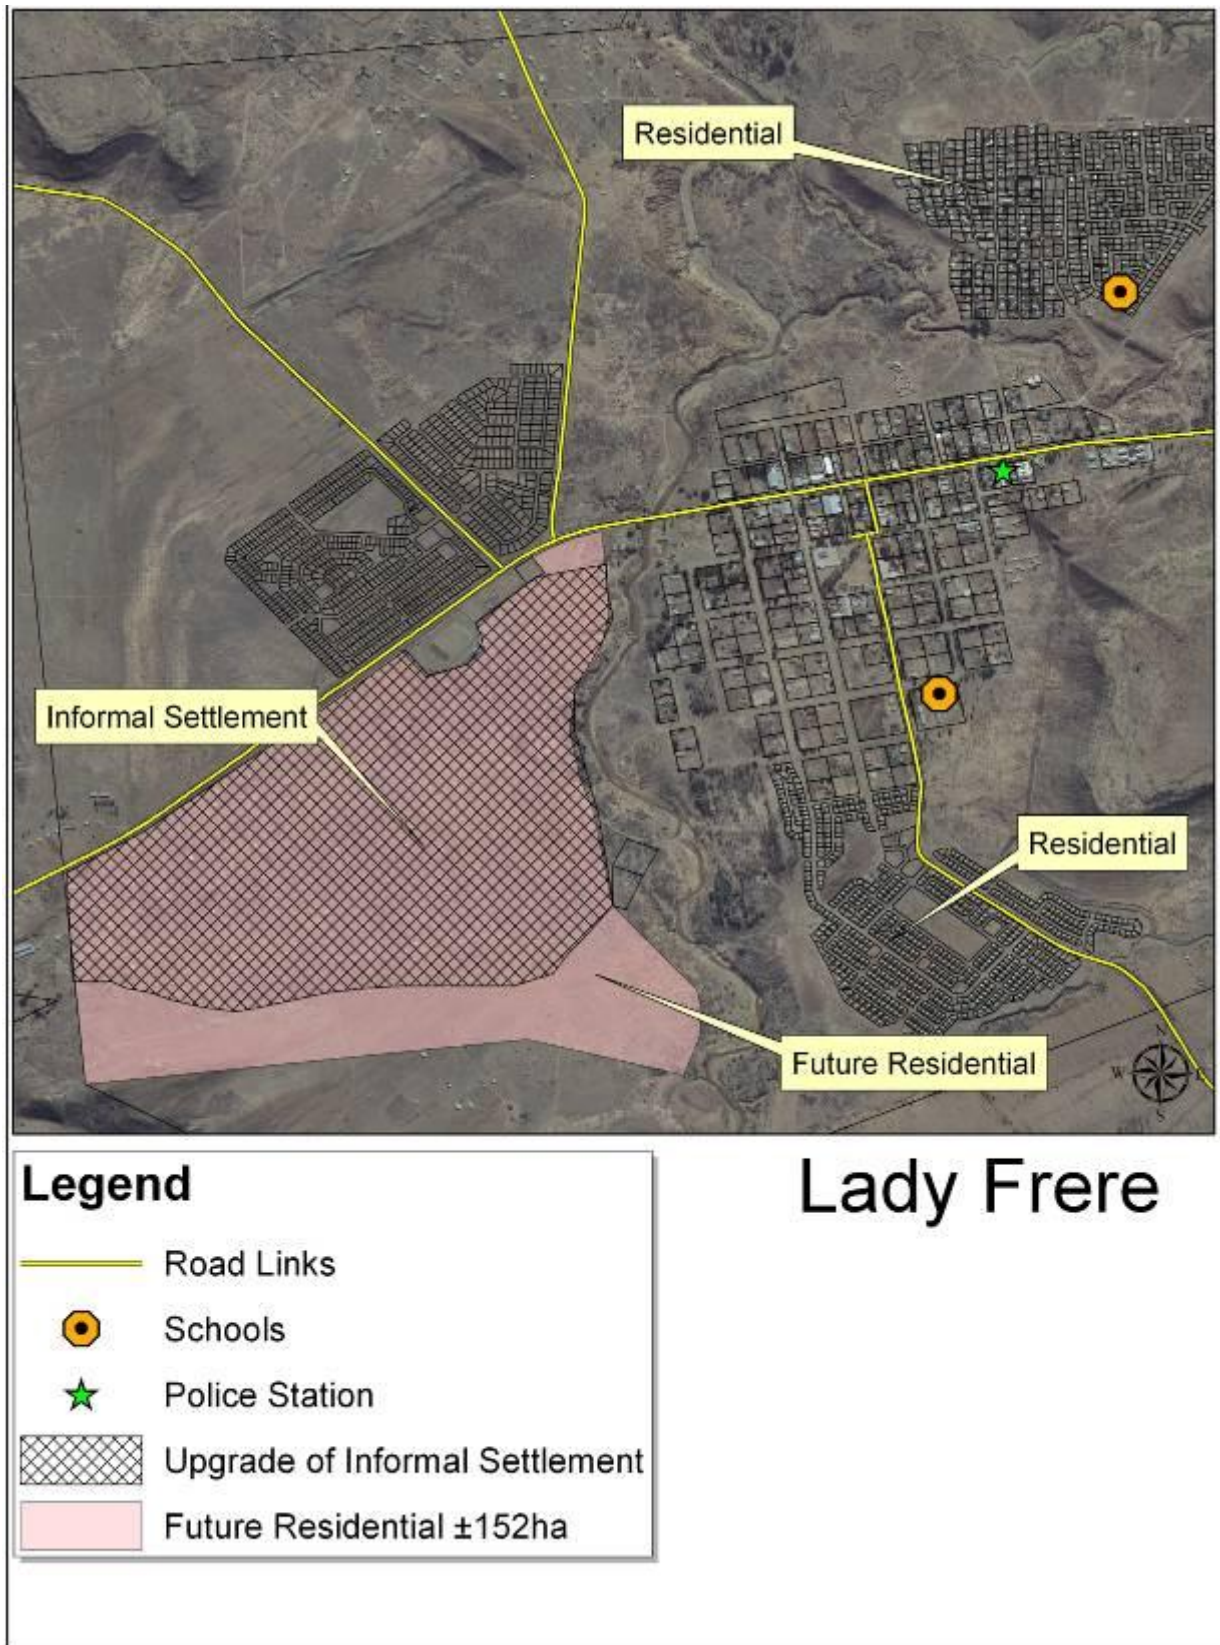 Residential
Informal Settlement
Residential
Future Residential
N
W
S
Lady Frere
Legend
Road Links
Schools
Police Station
Upgrade of Informal Settlement
Future Residential ±152ha